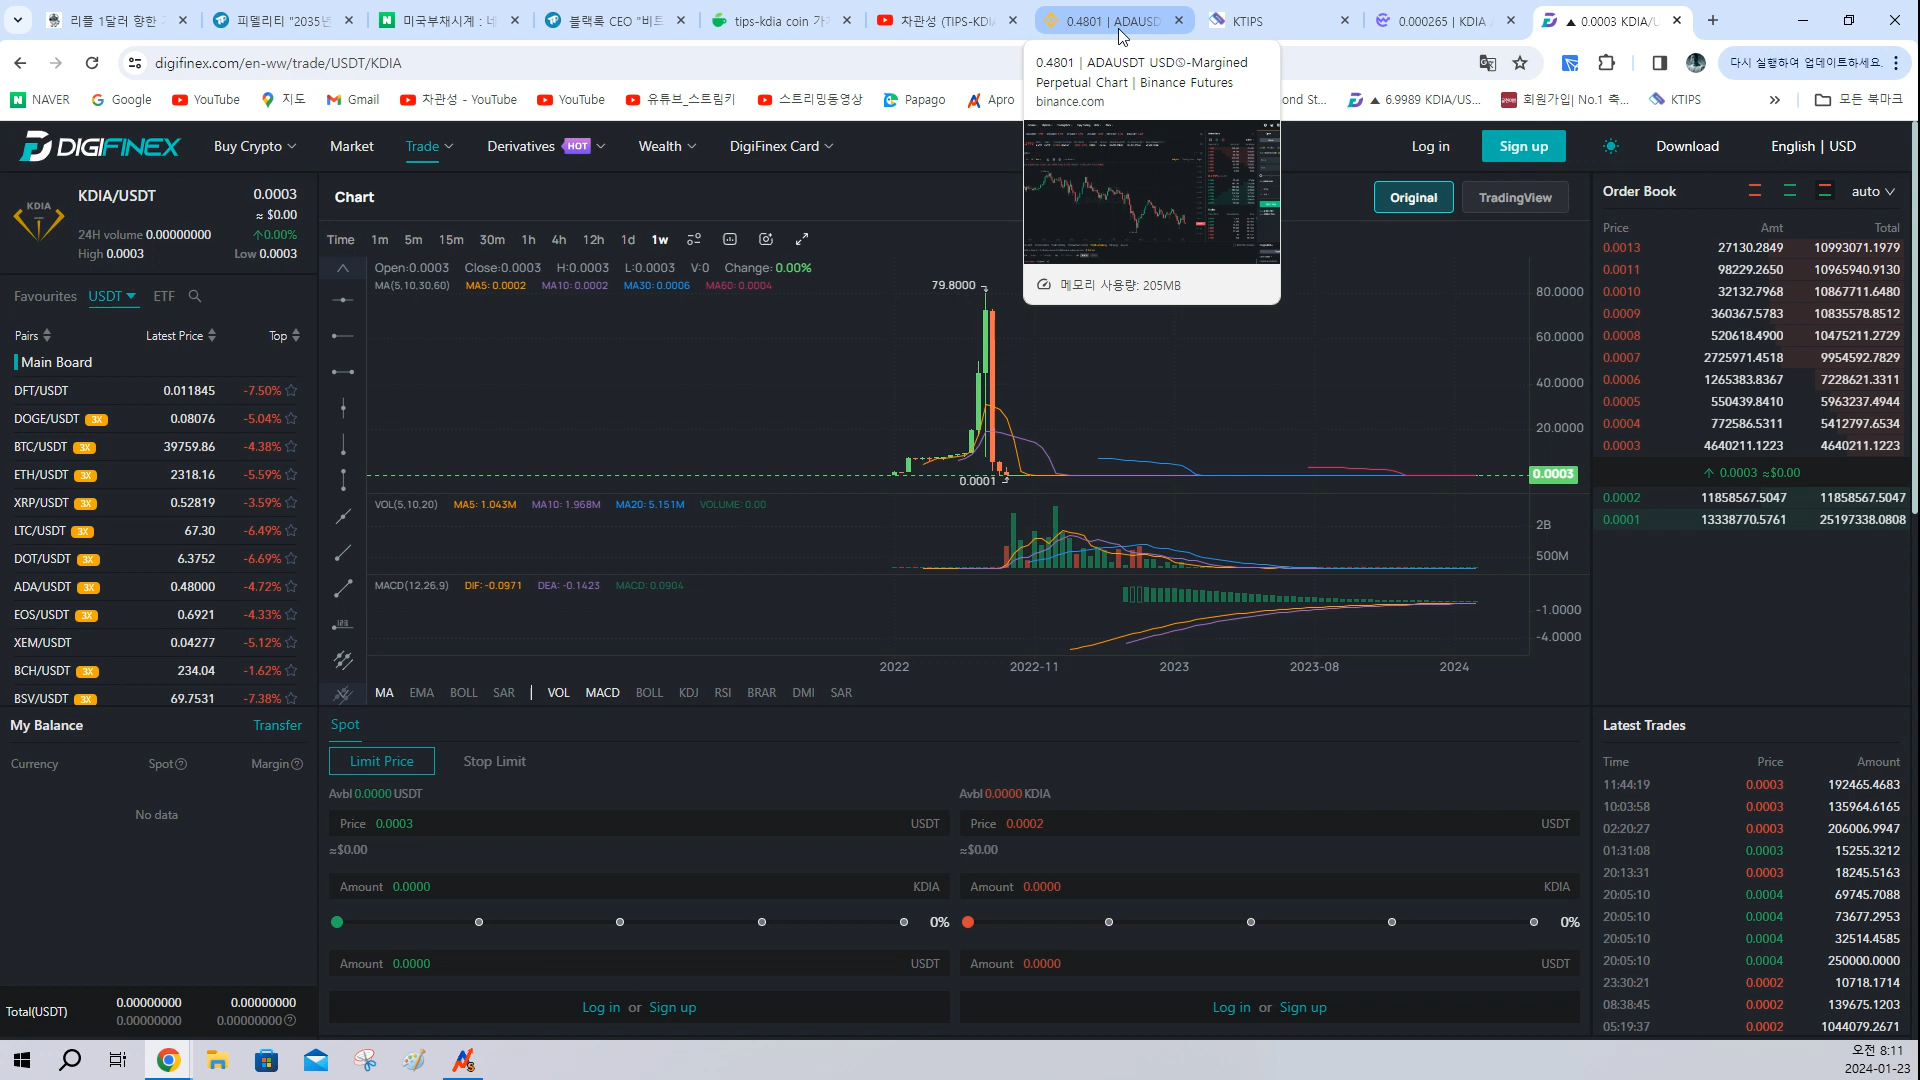 리플 1달러 향한
피델리티 "2035년
미국부채시계 : 네
블랙록 CEO "비트
tips-kdia coin 가
차관성 (TIPS-KDIA
0.4801 | ADAUSD
KTIPS
0.000265 | KDIA
▲ 0.0003 KDIA/U
digifinex.com/en-ww/trade/USDT/KDIA
다시 실행하여 업데이트하세요.
NAVER
Google
YouTube
지도
Gmail
차관성 - YouTube
YouTube
유튜브_스트림키
스트리밍동영상
Papago
Apro
ond St...
▲ 6.9989 KDIA/US...
회원가입| No.1 축...
KTIPS
모든 북마크
0.4801 | ADAUSDT USDⓈ-Margined
Perpetual Chart | Binance Futures
binance.com
메모리 사용량: 205MB
DIGIFINEX
Buy Crypto
Market
Trade
Derivatives HOT
Wealth
DigiFinex Card
Log in
Sign up
Download
English | USD
KDIA
KDIA/USDT 0.0003
≈ $0.00
24H volume 0.00000000 ↑0.00%
High 0.0003 Low 0.0003
Favourites USDT ETF
Pairs Latest Price Top
Main Board
DFT/USDT 0.011845 -7.50%
DOGE/USDT 3X 0.08076 -5.04%
BTC/USDT 3X 39759.86 -4.38%
ETH/USDT 3X 2318.16 -5.59%
XRP/USDT 3X 0.52819 -3.59%
LTC/USDT 3X 67.30 -6.49%
DOT/USDT 3X 6.3752 -6.69%
ADA/USDT 3X 0.48000 -4.72%
EOS/USDT 3X 0.6921 -4.33%
XEM/USDT 0.04277 -5.12%
BCH/USDT 3X 234.04 -1.62%
BSV/USDT 3X 69.7531 -7.38%
My Balance Transfer
Currency Spot Margin
No data
Total(USDT) 0.00000000 0.00000000
0.00000000 0.00000000
Chart
Original
TradingView
Time 1m 5m 15m 30m 1h 4h 12h 1d 1w
Open:0.0003 Close:0.0003 H:0.0003 L:0.0003 V:0 Change: 0.00%
MA(5,10,30,60) MA5: 0.0002 MA10: 0.0002 MA30: 0.0006 MA60: 0.0004
79.8000
80.0000
60.0000
40.0000
20.0000
0.0003
0.0001
VOL(5,10,20) MA5: 1.043M MA10: 1.968M MA20: 5.151M VOLUME: 0.00
2B
500M
MACD(12,26,9) DIF: -0.0971 DEA: -0.1423 MACD: 0.0904
-1.0000
-4.0000
2022 2022-11 2023 2023-08 2024
MA EMA BOLL SAR | VOL MACD BOLL KDJ RSI BRAR DMI SAR
Spot
Limit Price Stop Limit
Avbl 0.0000 USDT
Price 0.0003 USDT
≈$0.00
Amount 0.0000 KDIA
0%
Amount 0.0000 USDT
Log in or Sign up
Avbl 0.0000 KDIA
Price 0.0002 USDT
≈$0.00
Amount 0.0000 KDIA
0%
Amount 0.0000 USDT
Log in or Sign up
Order Book auto
Price Amt Total
0.0013 27130.2849 10993071.1979
0.0011 98229.2650 10965940.9130
0.0010 32132.7968 10867711.6480
0.0009 360367.5783 10835578.8512
0.0008 520618.4900 10475211.2729
0.0007 2725971.4518 9954592.7829
0.0006 1265383.8367 7228621.3311
0.0005 550439.8410 5963237.4944
0.0004 772586.5311 5412797.6534
0.0003 4640211.1223 4640211.1223
↑ 0.0003 ≈$0.00
0.0002 11858567.5047 11858567.5047
0.0001 13338770.5761 25197338.0808
Latest Trades
Time Price Amount
11:44:19 0.0003 192465.4683
10:03:58 0.0003 135964.6165
02:20:27 0.0003 206006.9947
01:31:08 0.0003 15255.3212
20:13:31 0.0003 18245.5163
20:05:10 0.0004 69745.7088
20:05:10 0.0004 73677.2953
20:05:10 0.0004 32514.4585
20:05:10 0.0004 250000.0000
23:30:21 0.0002 10718.1714
08:38:45 0.0002 139675.1203
05:19:37 0.0002 1044079.2671
오전 8:11
2024-01-23